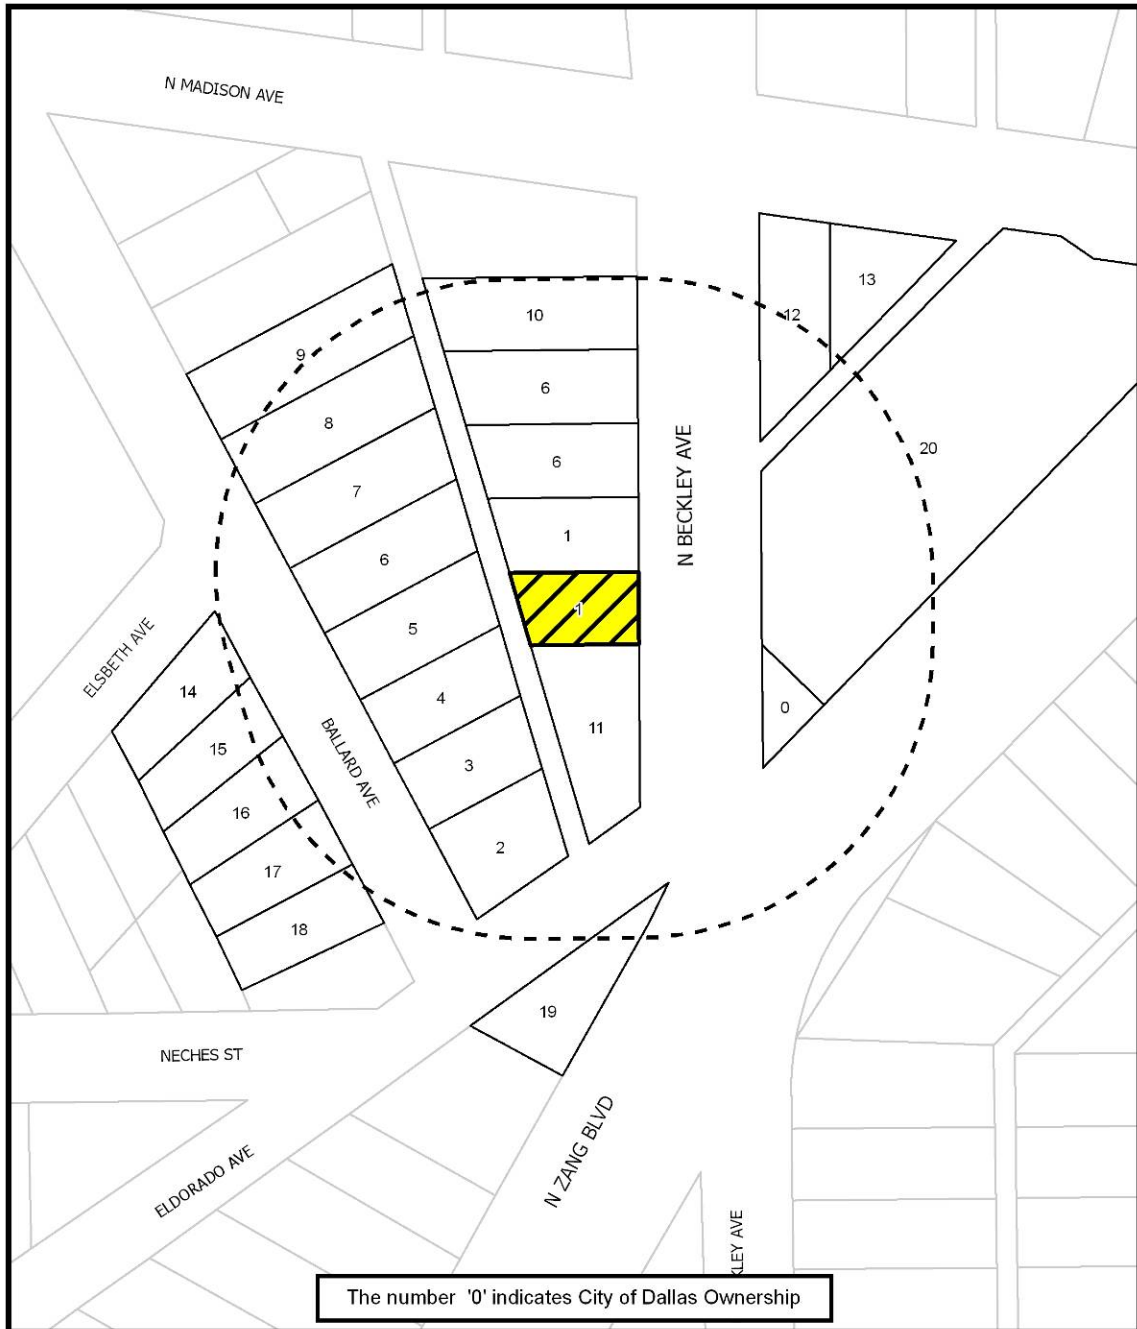 N MADISON AVE
13
12
10
9
6
8
20
6
7
N BECKLEY AVE
1
6
1
5
ELSBETH AVE
14
4
0
11
15
BALLARD AVE
3
16
2
17
18
19
NECHES ST
N ZANG BLVD
ELDORADO AVE
KLEY AVE
The number '0' indicates City of Dallas Ownership